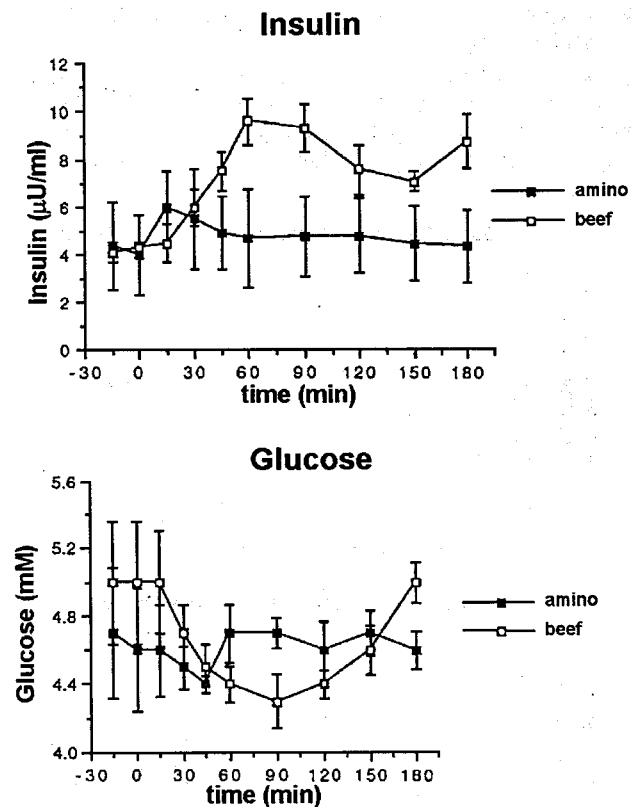 Insulin
12
10
8
6
4
2
0
Insulin (µU/ml)
-30 0 30 60 90 120 150 180
time (min)
amino
beef
Glucose
5.6
5.2
4.8
4.4
4.0
Glucose (mM)
-30 0 30 60 90 120 150 180
time (min)
amino
beef